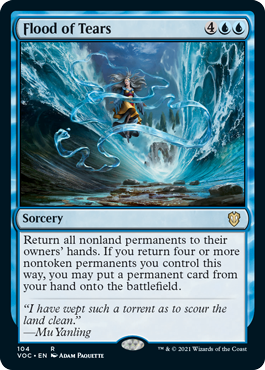 Flood of Tears 4
Sorcery
Return all nonland permanents to their
owners' hands. If you return four or more
nontoken permanents you control this
way, you may put a permanent card from
your hand onto the battlefield.
“I have wept such a torrent as to scour the
land clean.”
—Mu Yanling
104 R
VOC • EN Adam Paquette ™ & © 2021 Wizards of the Coast